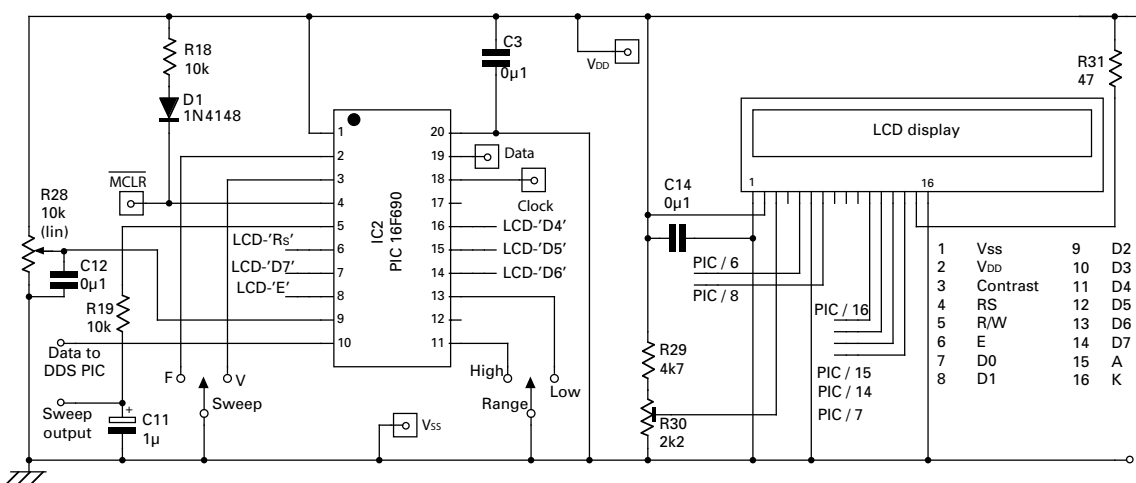 R18
10k
D1
1N4148
MCLR
R28
10k
(lin)
C12
0µ1
R19
10k
Data to
DDS PIC
Sweep
output
+
C11
1µ
F
V
Sweep
LCD-'RS'
LCD-'D7'
LCD-'E'
1
2
3
4
5
6
7
8
9
10
IC2
PIC 16F690
20
19
18
17
16
15
14
13
12
11
C3
0µ1
VDD
Data
Clock
LCD-'D4'
LCD-'D5'
LCD-'D6'
High
Low
Range
VSS
C14
0µ1
R29
4k7
R30
2k2
PIC / 6
PIC / 8
PIC / 16
PIC / 15
PIC / 14
PIC / 7
LCD display
1
16
R31
47
1 Vss 9 D2
2 VDD 10 D3
3 Contrast 11 D4
4 RS 12 D5
5 R/W 13 D6
6 E 14 D7
7 D0 15 A
8 D1 16 K